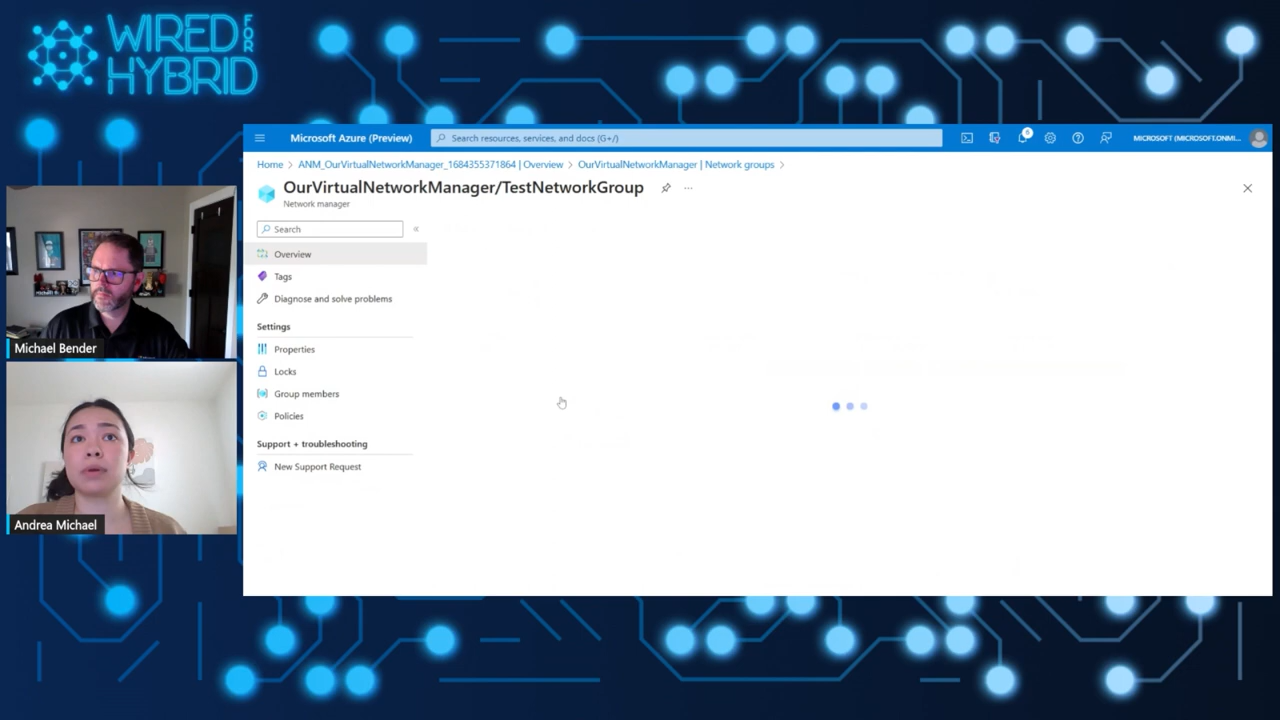 WIRED FOR
HYBRID
Microsoft Azure (Preview)
Search resources, services, and docs (G+/)
6
MICROSOFT (MICROSOFT.ONMI...
Home > ANM_OurVirtualNetworkManager_1684355371864 | Overview > OurVirtualNetworkManager | Network groups >
OurVirtualNetworkManager/TestNetworkGroup
...
Network manager
Search
«
Overview
Tags
Diagnose and solve problems
Settings
Properties
Locks
Group members
Policies
Support + troubleshooting
New Support Request
Michael Bender
Andrea Michael